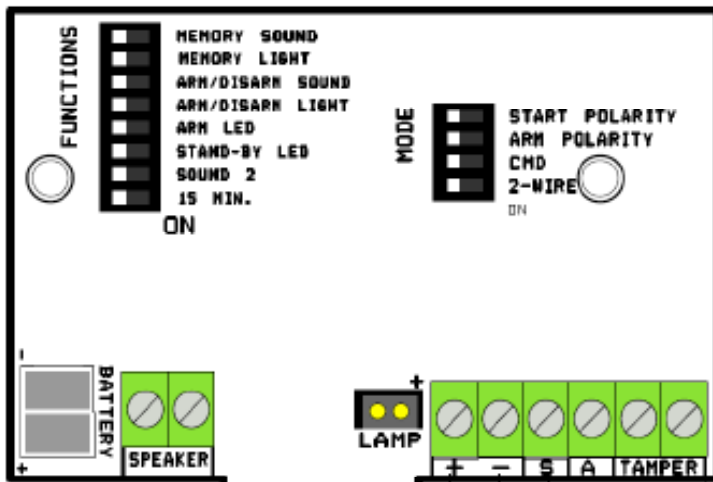 FUNCTIONS
MEMORY SOUND
MEMORY LIGHT
ARM/DISARM SOUND
ARM/DISARM LIGHT
ARM LED
STAND-BY LED
SOUND 2
15 MIN.
ON
MODE
START POLARITY
ARM POLARITY
CMD
2-WIRE
ON
-
BATTERY
+
SPEAKER
+
LAMP
+ - S A TAMPER